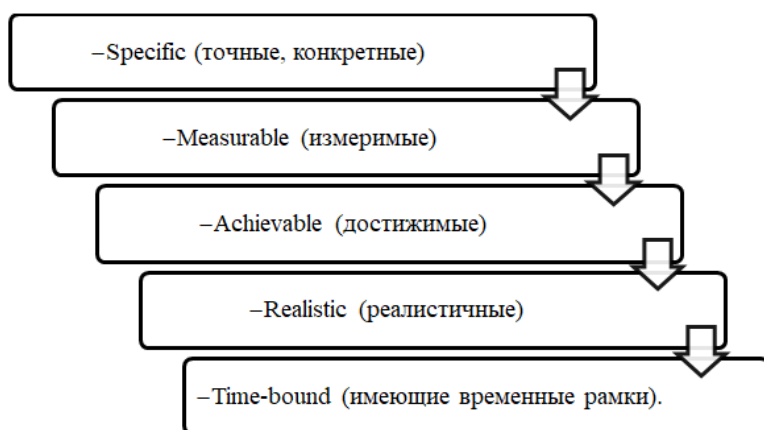 –Specific (точные, конкретные)
–Measurable (измеримые)
–Achievable (достижимые)
–Realistic (реалистичные)
–Time-bound (имеющие временные рамки).